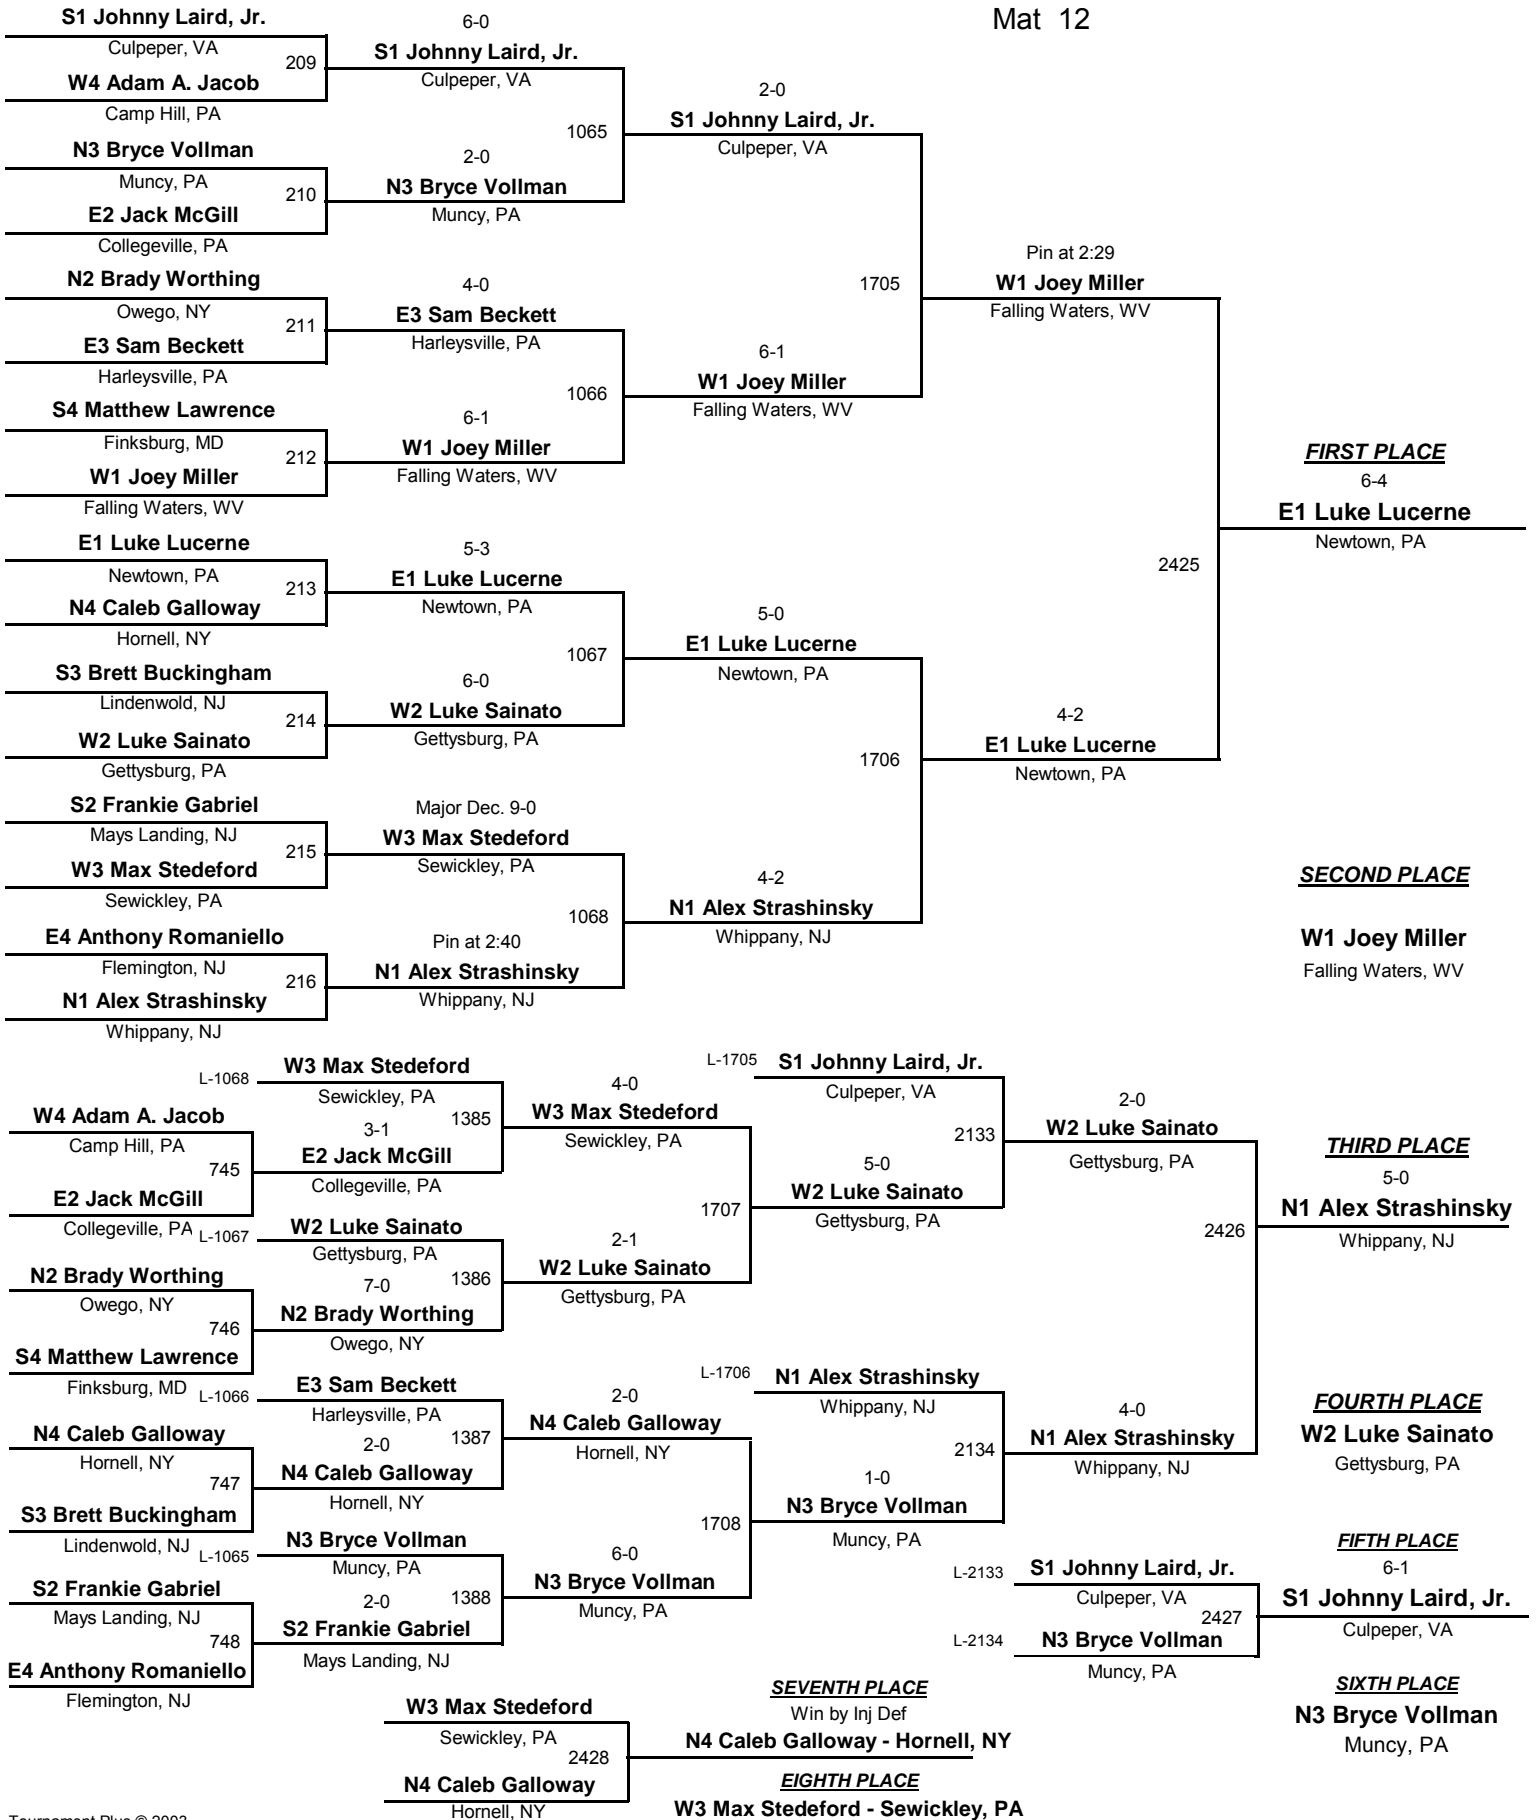 Mat 12
S1 Johnny Laird, Jr.
Culpeper, VA
209
W4 Adam A. Jacob
Camp Hill, PA
N3 Bryce Vollman
Muncy, PA
210
E2 Jack McGill
Collegeville, PA
N2 Brady Worthing
Owego, NY
211
E3 Sam Beckett
Harleysville, PA
S4 Matthew Lawrence
Finksburg, MD
212
W1 Joey Miller
Falling Waters, WV
E1 Luke Lucerne
Newtown, PA
213
N4 Caleb Galloway
Hornell, NY
S3 Brett Buckingham
Lindenwold, NJ
214
W2 Luke Sainato
Gettysburg, PA
S2 Frankie Gabriel
Mays Landing, NJ
215
W3 Max Stedeford
Sewickley, PA
E4 Anthony Romaniello
Flemington, NJ
216
N1 Alex Strashinsky
Whippany, NJ
6-0
S1 Johnny Laird, Jr.
Culpeper, VA
1065
2-0
N3 Bryce Vollman
Muncy, PA
4-0
E3 Sam Beckett
Harleysville, PA
1066
6-1
W1 Joey Miller
Falling Waters, WV
5-3
E1 Luke Lucerne
Newtown, PA
1067
6-0
W2 Luke Sainato
Gettysburg, PA
Major Dec. 9-0
W3 Max Stedeford
Sewickley, PA
1068
Pin at 2:40
N1 Alex Strashinsky
Whippany, NJ
2-0
S1 Johnny Laird, Jr.
Culpeper, VA
1705
6-1
W1 Joey Miller
Falling Waters, WV
5-0
E1 Luke Lucerne
Newtown, PA
1706
4-2
N1 Alex Strashinsky
Whippany, NJ
Pin at 2:29
W1 Joey Miller
Falling Waters, WV
2425
4-2
E1 Luke Lucerne
Newtown, PA
FIRST PLACE
6-4
E1 Luke Lucerne
Newtown, PA
SECOND PLACE
W1 Joey Miller
Falling Waters, WV
L-1068
W3 Max Stedeford
Sewickley, PA
1385
W4 Adam A. Jacob
Camp Hill, PA
745
E2 Jack McGill
Collegeville, PA
3-1
E2 Jack McGill
Collegeville, PA
L-1067
W2 Luke Sainato
Gettysburg, PA
1386
N2 Brady Worthing
Owego, NY
746
S4 Matthew Lawrence
Finksburg, MD
7-0
N2 Brady Worthing
Owego, NY
L-1066
E3 Sam Beckett
Harleysville, PA
1387
N4 Caleb Galloway
Hornell, NY
747
S3 Brett Buckingham
Lindenwold, NJ
2-0
N4 Caleb Galloway
Hornell, NY
L-1065
N3 Bryce Vollman
Muncy, PA
1388
S2 Frankie Gabriel
Mays Landing, NJ
748
E4 Anthony Romaniello
Flemington, NJ
2-0
S2 Frankie Gabriel
Mays Landing, NJ
4-0
W3 Max Stedeford
Sewickley, PA
1707
2-1
W2 Luke Sainato
Gettysburg, PA
2-0
N4 Caleb Galloway
Hornell, NY
1708
6-0
N3 Bryce Vollman
Muncy, PA
L-1705
S1 Johnny Laird, Jr.
Culpeper, VA
2133
5-0
W2 Luke Sainato
Gettysburg, PA
L-1706
N1 Alex Strashinsky
Whippany, NJ
2134
1-0
N3 Bryce Vollman
Muncy, PA
2-0
W2 Luke Sainato
Gettysburg, PA
2426
4-0
N1 Alex Strashinsky
Whippany, NJ
THIRD PLACE
5-0
N1 Alex Strashinsky
Whippany, NJ
FOURTH PLACE
W2 Luke Sainato
Gettysburg, PA
L-2133
S1 Johnny Laird, Jr.
Culpeper, VA
2427
L-2134
N3 Bryce Vollman
Muncy, PA
FIFTH PLACE
6-1
S1 Johnny Laird, Jr.
Culpeper, VA
SIXTH PLACE
N3 Bryce Vollman
Muncy, PA
W3 Max Stedeford
Sewickley, PA
2428
N4 Caleb Galloway
Hornell, NY
SEVENTH PLACE
Win by Inj Def
N4 Caleb Galloway - Hornell, NY
EIGHTH PLACE
W3 Max Stedeford - Sewickley, PA
Tournament Plus © 2003